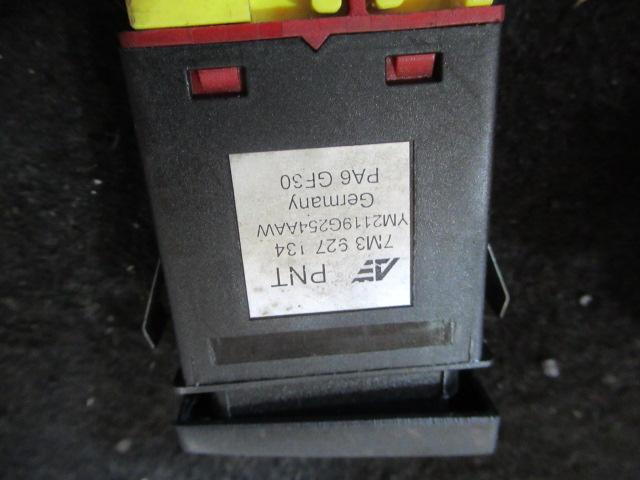 PNT
7M3 927 134
YM2119G254AAW
Germany
PA6 GF30